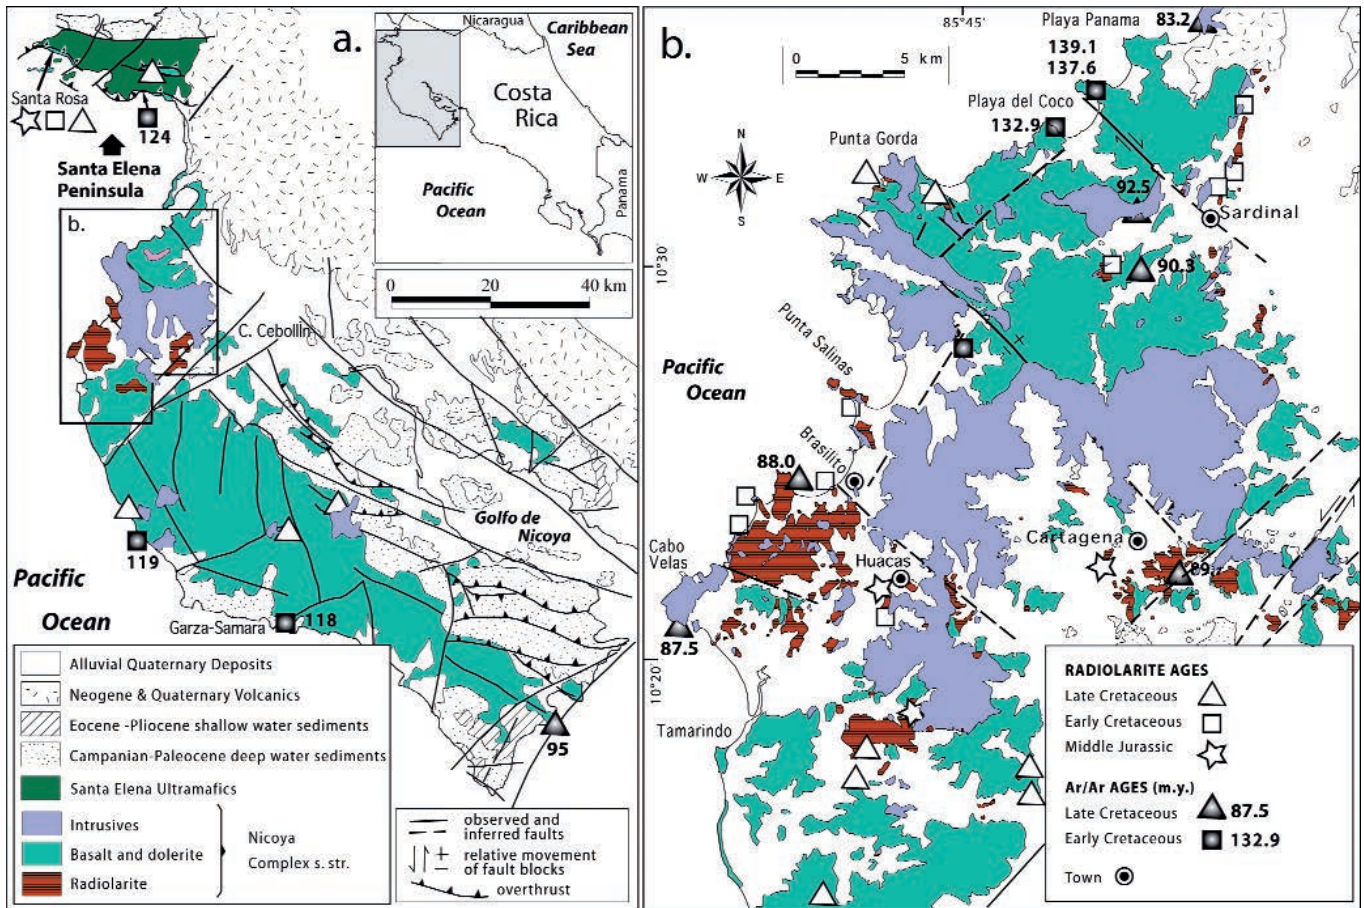 a.
Nicaragua
Caribbean
Sea
Costa
Rica
Pacific
Ocean
Panama
Santa Rosa
124
Santa Elena
Peninsula
b.
0 20 40 km
C. Cebollín
Golfo de
Nicoya
119
Pacific
Ocean
Garza-Samara
118
95
Alluvial Quaternary Deposits
Neogene & Quaternary Volcanics
Eocene -Pliocene shallow water sediments
Campanian-Paleocene deep water sediments
Santa Elena Ultramafics
Intrusives
Basalt and dolerite
Radiolarite
Nicoya
Complex s. str.
observed and
inferred faults
relative movement
of fault blocks
overthrust
b.
85°45'
0 5 km
Playa Panama
83.2
139.1
137.6
Playa del Coco
132.9
Punta Gorda
N
W E
S
92.5
Sardinal
90.3
10°30'
Punta Salinas
Pacific
Ocean
Brasilito
88.0
Cartagena
Cabo
Velas
Huacas
89.
87.5
10°20'
Tamarindo
RADIOLARITE AGES
Late Cretaceous
Early Cretaceous
Middle Jurassic
Ar/Ar AGES (m.y.)
Late Cretaceous 87.5
Early Cretaceous 132.9
Town